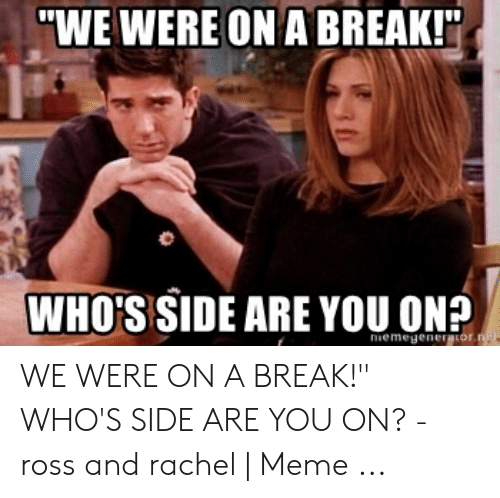 "WE WERE ON A BREAK!"
WHO'S SIDE ARE YOU ON?
memegenerator.net
WE WERE ON A BREAK!"
WHO'S SIDE ARE YOU ON? -
ross and rachel | Meme ...